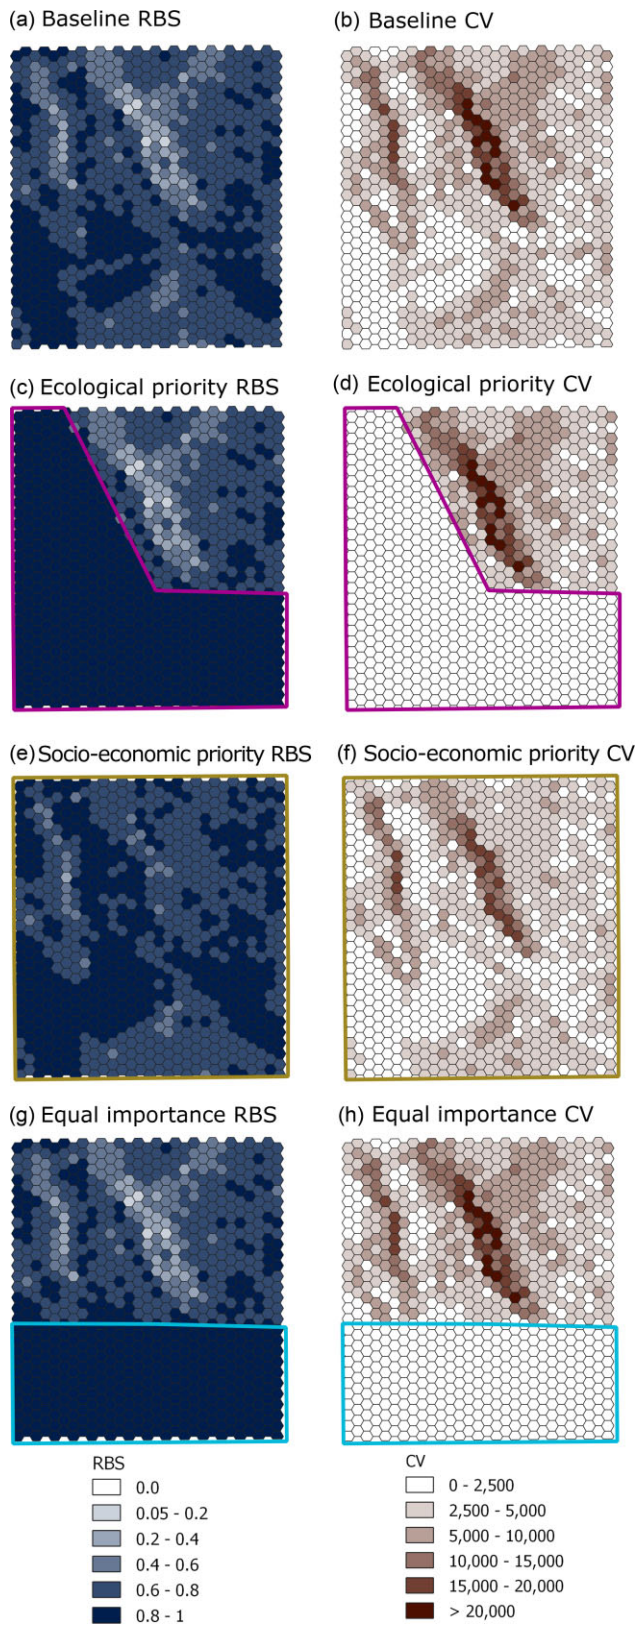 (a) Baseline RBS
(b) Baseline CV
(c) Ecological priority RBS
(d) Ecological priority CV
(e) Socio-economic priority RBS
(f) Socio-economic priority CV
(g) Equal importance RBS
(h) Equal importance CV
RBS
0.0
0.05 - 0.2
0.2 - 0.4
0.4 - 0.6
0.6 - 0.8
0.8 - 1
CV
0 - 2,500
2,500 - 5,000
5,000 - 10,000
10,000 - 15,000
15,000 - 20,000
> 20,000